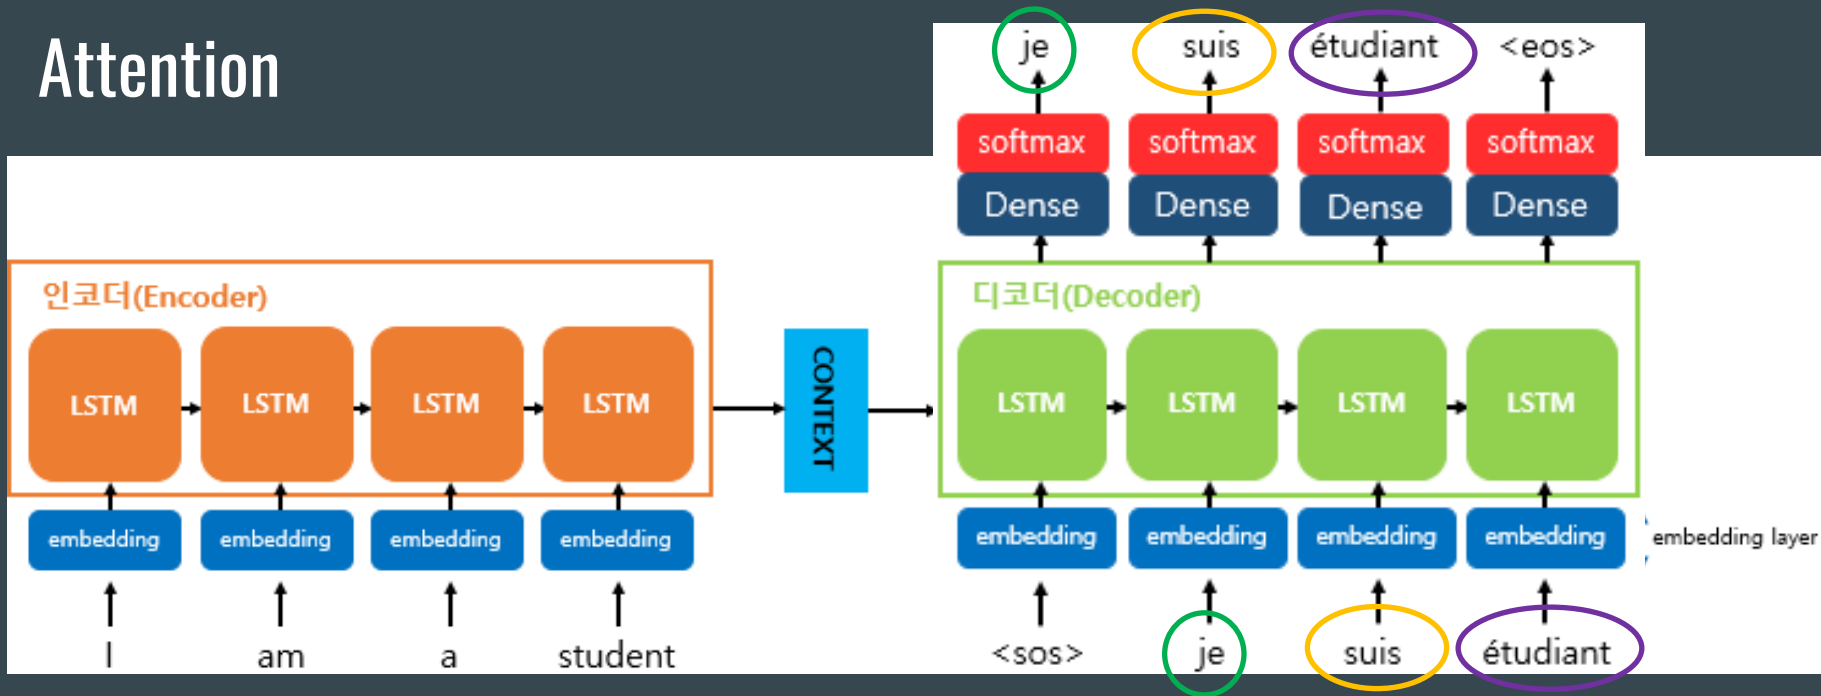 Attention
je suis étudiant <eos>
softmax softmax softmax softmax
Dense Dense Dense Dense
인코더(Encoder)
LSTM LSTM LSTM LSTM
embedding embedding embedding embedding
I am a student
CONTEXT
디코더(Decoder)
LSTM LSTM LSTM LSTM
embedding embedding embedding embedding
embedding layer
<sos> je suis étudiant